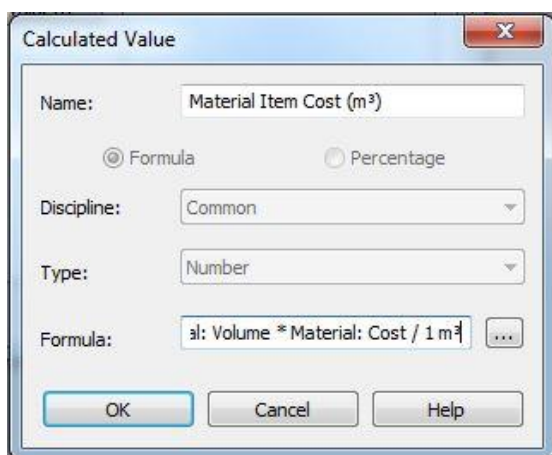 Calculated Value
Name: Material Item Cost (m³)
Formula Percentage
Discipline: Common
Type: Number
Formula: al: Volume * Material: Cost / 1 m³ ...
OK Cancel Help